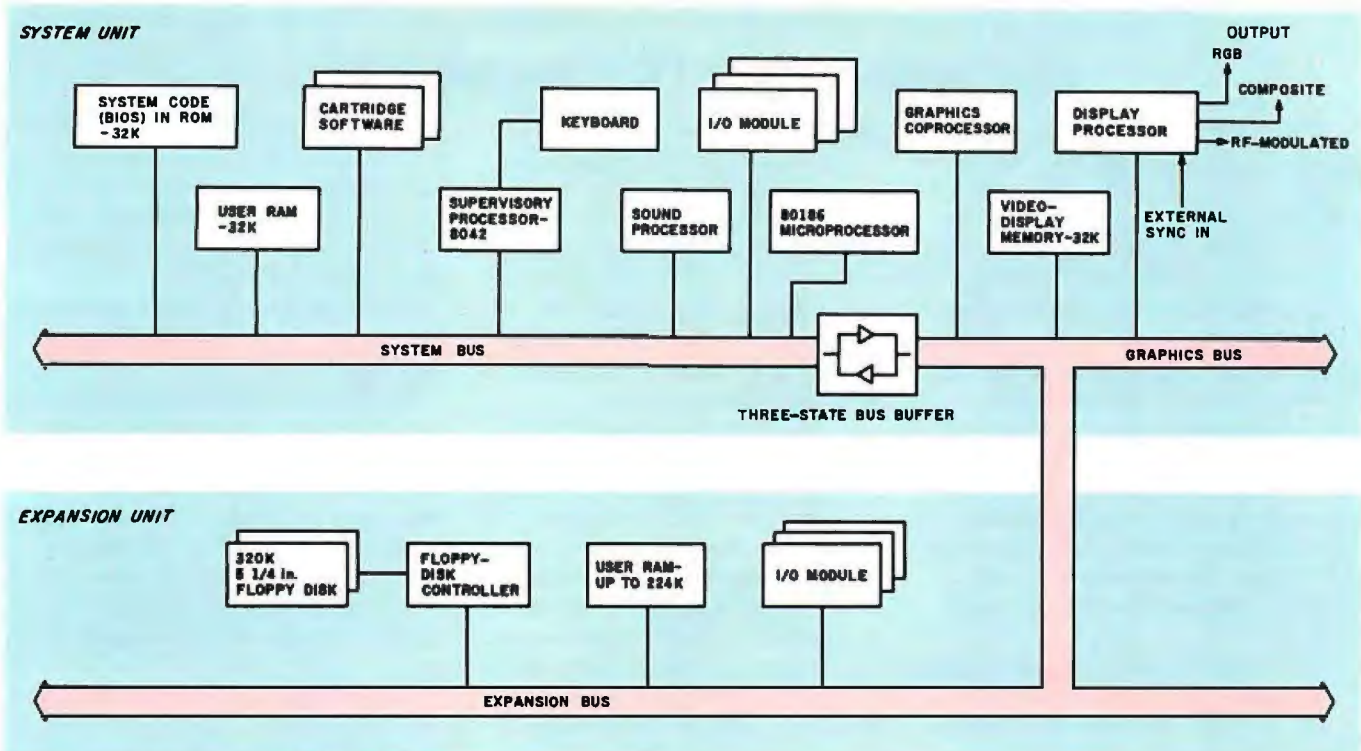 SYSTEM UNIT
SYSTEM CODE
(BIOS) IN ROM
-32K
CARTRIDGE
SOFTWARE
KEYBOARD
I/O MODULE
GRAPHICS
COPROCESSOR
DISPLAY
PROCESSOR
OUTPUT
RGB
COMPOSITE
RF-MODULATED
USER RAM
-32K
SUPERVISORY
PROCESSOR-
8042
SOUND
PROCESSOR
80186
MICROPROCESSOR
VIDEO-
DISPLAY
MEMORY-32K
EXTERNAL
SYNC IN
SYSTEM BUS
GRAPHICS BUS
THREE-STATE BUS BUFFER
EXPANSION UNIT
320K
5 1/4 in.
FLOPPY DISK
FLOPPY-
DISK
CONTROLLER
USER RAM-
UP TO 224K
I/O MODULE
EXPANSION BUS